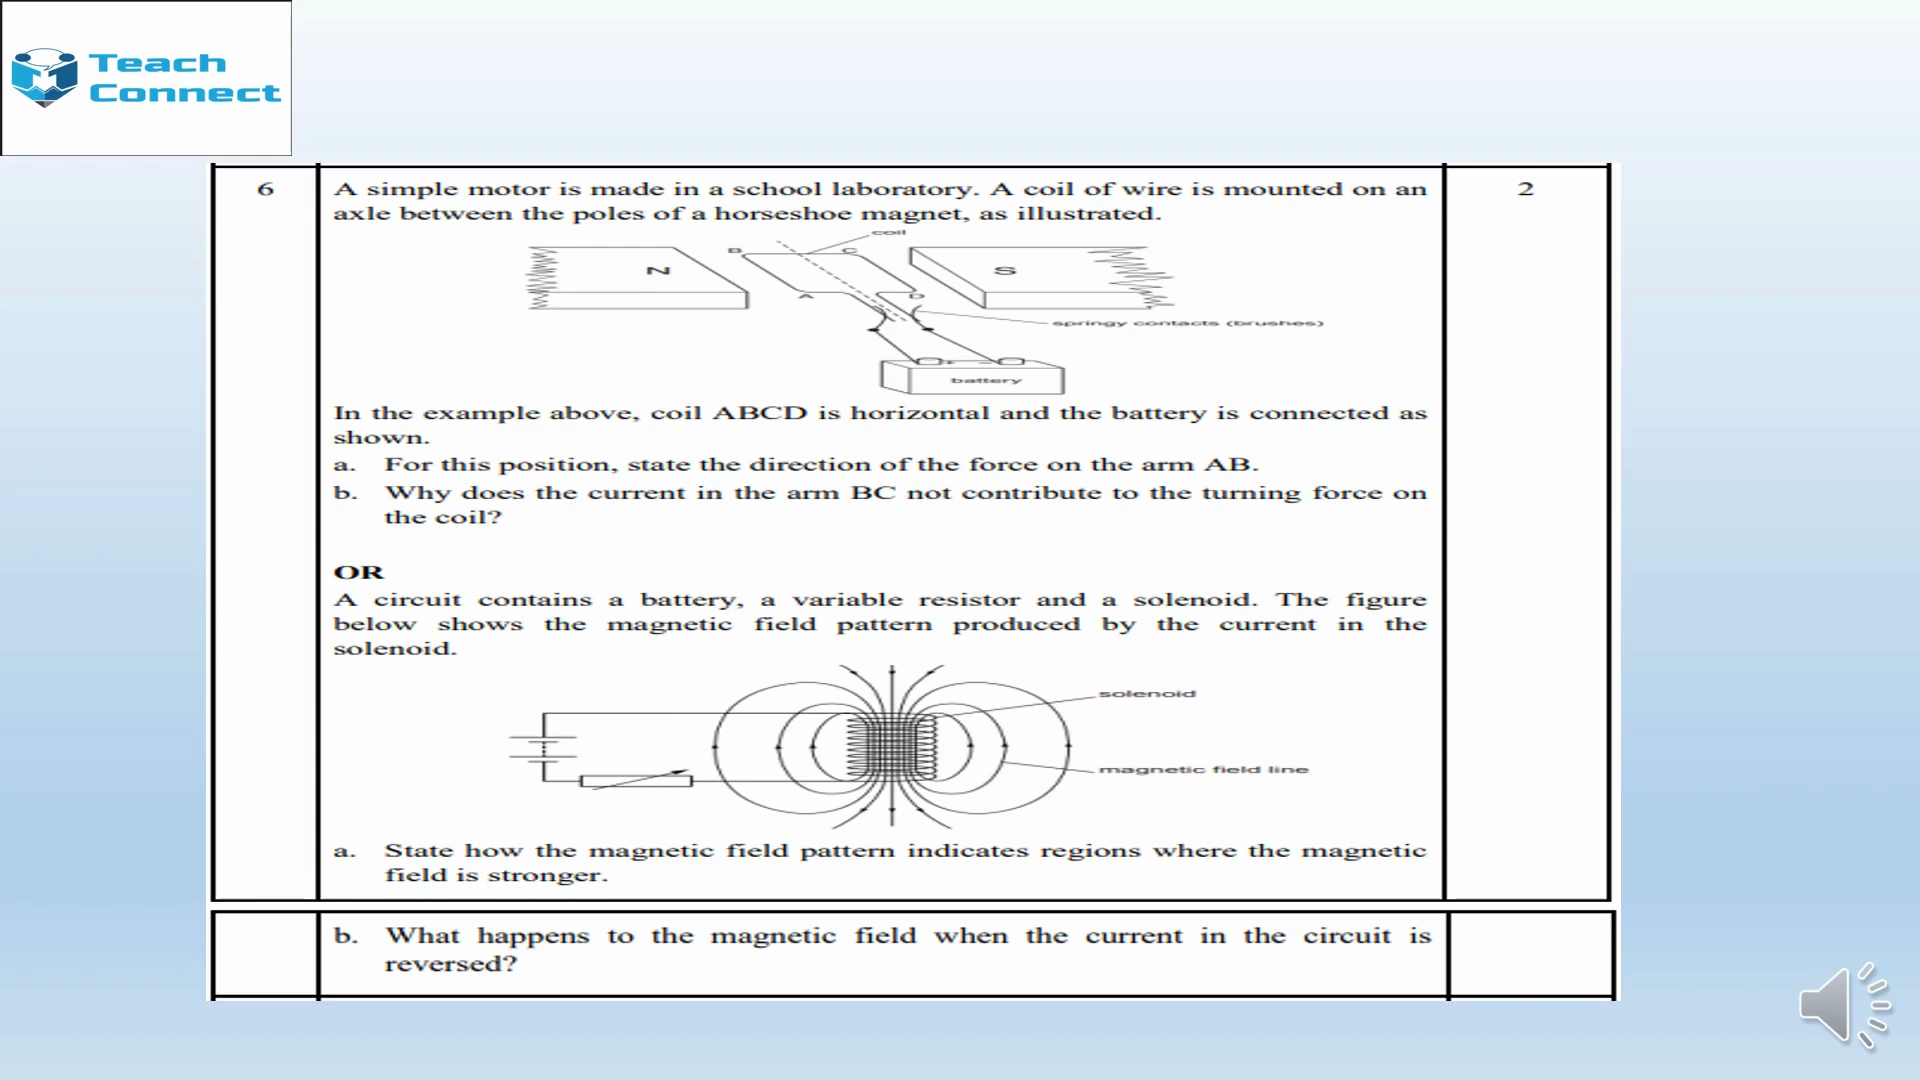 Teach
Connect
6
A simple motor is made in a school laboratory. A coil of wire is mounted on an
2
axle between the poles of a horseshoe magnet, as illustrated.
coil
B
C
N
S
A
D
springy contacts (brushes)
+
−
battery
In the example above, coil ABCD is horizontal and the battery is connected as
shown.
a. For this position, state the direction of the force on the arm AB.
b. Why does the current in the arm BC not contribute to the turning force on
the coil?
OR
A circuit contains a battery, a variable resistor and a solenoid. The figure
below shows the magnetic field pattern produced by the current in the
solenoid.
solenoid
magnetic field line
a. State how the magnetic field pattern indicates regions where the magnetic
field is stronger.
b. What happens to the magnetic field when the current in the circuit is
reversed?